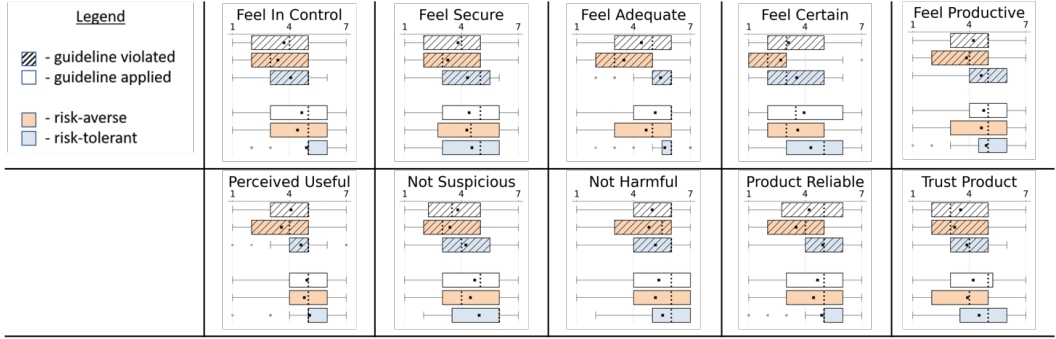 Legend
- guideline violated
- guideline applied
- risk-averse
- risk-tolerant
Feel In Control
1 4 7
Feel Secure
1 4 7
Feel Adequate
1 4 7
Feel Certain
1 4 7
Feel Productive
1 4 7
Perceived Useful
1 4 7
Not Suspicious
1 4 7
Not Harmful
1 4 7
Product Reliable
1 4 7
Trust Product
1 4 7